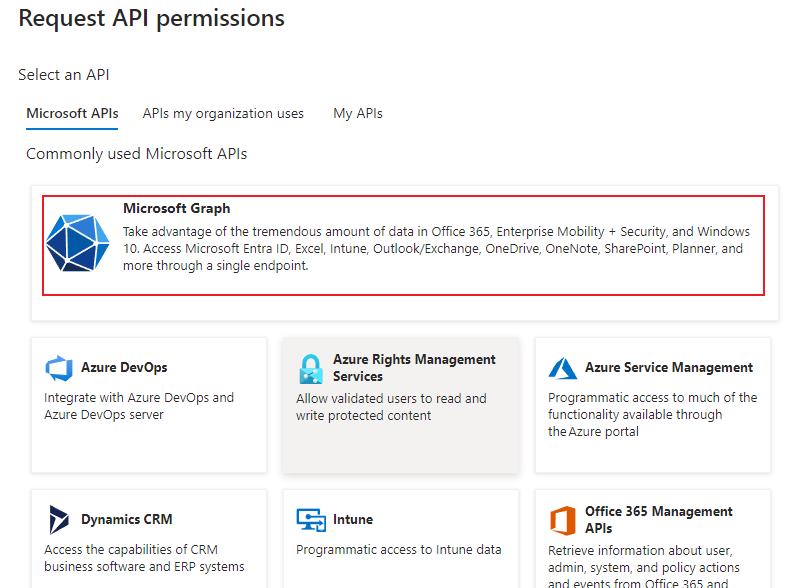 Request API permissions
Select an API
Microsoft APIs
APIs my organization uses
My APIs
Commonly used Microsoft APIs
Microsoft Graph
Take advantage of the tremendous amount of data in Office 365, Enterprise Mobility + Security, and Windows
10. Access Microsoft Entra ID, Excel, Intune, Outlook/Exchange, OneDrive, OneNote, SharePoint, Planner, and
more through a single endpoint.
Azure DevOps
Integrate with Azure DevOps and
Azure DevOps server
Azure Rights Management
Services
Allow validated users to read and
write protected content
Azure Service Management
Programmatic access to much of the
functionality available through
the Azure portal
Dynamics CRM
Access the capabilities of CRM
business software and ERP systems
Intune
Programmatic access to Intune data
Office 365 Management
APIs
Retrieve information about user,
admin, system, and policy actions
and events from Office 365 and